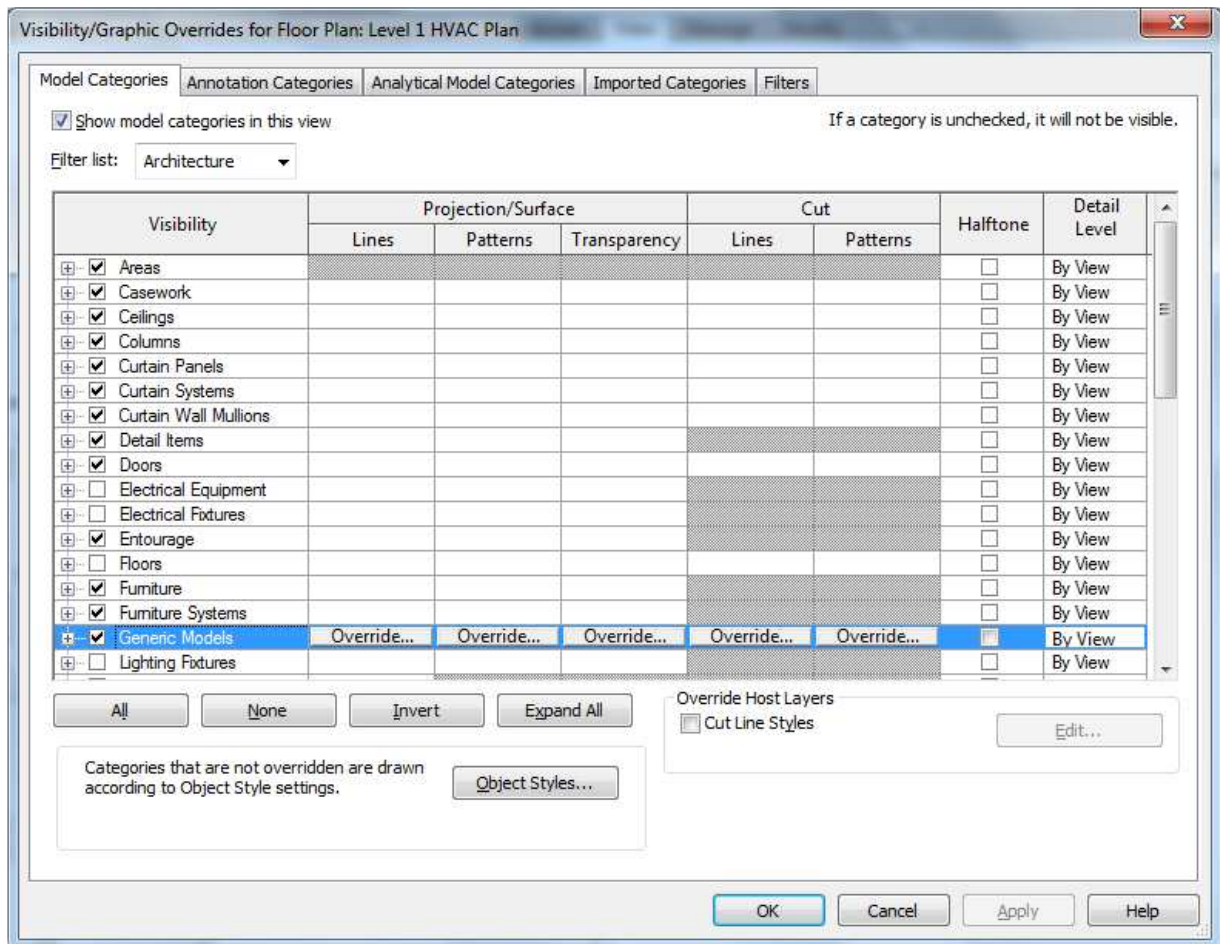 Visibility/Graphic Overrides for Floor Plan: Level 1 HVAC Plan
Model Categories Annotation Categories Analytical Model Categories Imported Categories Filters
Show model categories in this view If a category is unchecked, it will not be visible.
Filter list: Architecture
Visibility Projection/Surface Cut Halftone Detail Level
Lines Patterns Transparency Lines Patterns
Areas By View
Casework By View
Ceilings By View
Columns By View
Curtain Panels By View
Curtain Systems By View
Curtain Wall Mullions By View
Detail Items By View
Doors By View
Electrical Equipment By View
Electrical Fixtures By View
Entourage By View
Floors By View
Furniture By View
Furniture Systems By View
Generic Models Override... Override... Override... Override... Override... By View
Lighting Fixtures By View
All None Invert Expand All
Override Host Layers
Cut Line Styles Edit...
Categories that are not overridden are drawn
according to Object Style settings.
Object Styles...
OK Cancel Apply Help